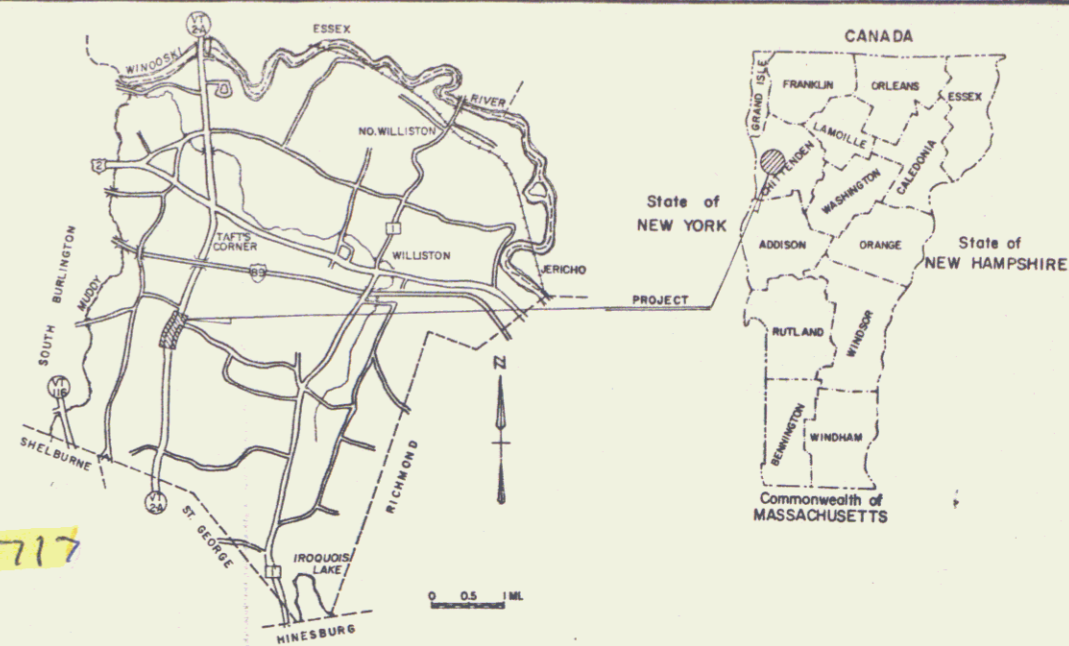 VT
2A
ESSEX
WINOOSKI
RIVER
NO. WILLISTON
2
TAFT'S
CORNER
WILLISTON
89
JERICHO
SOUTH BURLINGTON
MUDDY
VT
116
SHELBURNE
VT
2A
ST. GEORGE
RICHMOND
IROQUOIS
LAKE
HINESBURG
0 0.5 1 MI.
717
PROJECT
CANADA
GRAND ISLE
FRANKLIN
ORLEANS
ESSEX
LAMOILLE
CHITTENDEN
WASHINGTON
CALEDONIA
State of
NEW YORK
ADDISON
ORANGE
State of
NEW HAMPSHIRE
RUTLAND
WINDSOR
BENNINGTON
WINDHAM
Commonwealth of
MASSACHUSETTS